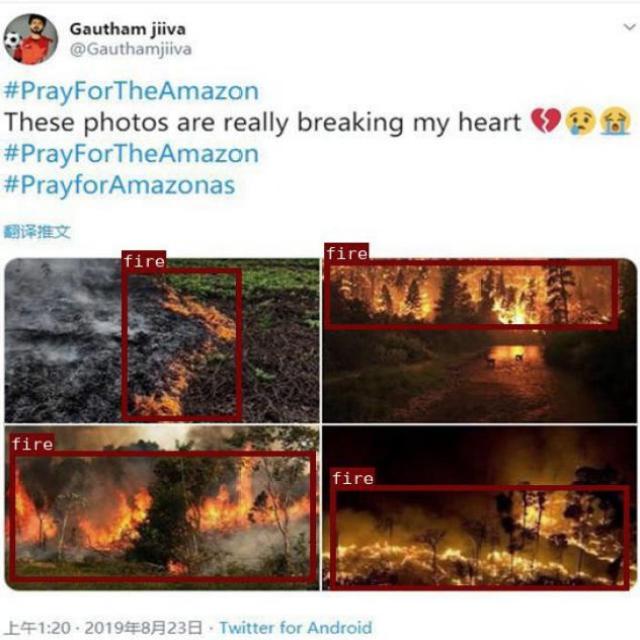 Gautham jiiva
@Gauthamjiiva
#PrayForTheAmazon
These photos are really breaking my heart 💔😢😭
#PrayForTheAmazon
#PrayforAmazonas
翻译推文
fire
fire
fire
fire
上午1:20 · 2019年8月23日 · Twitter for Android